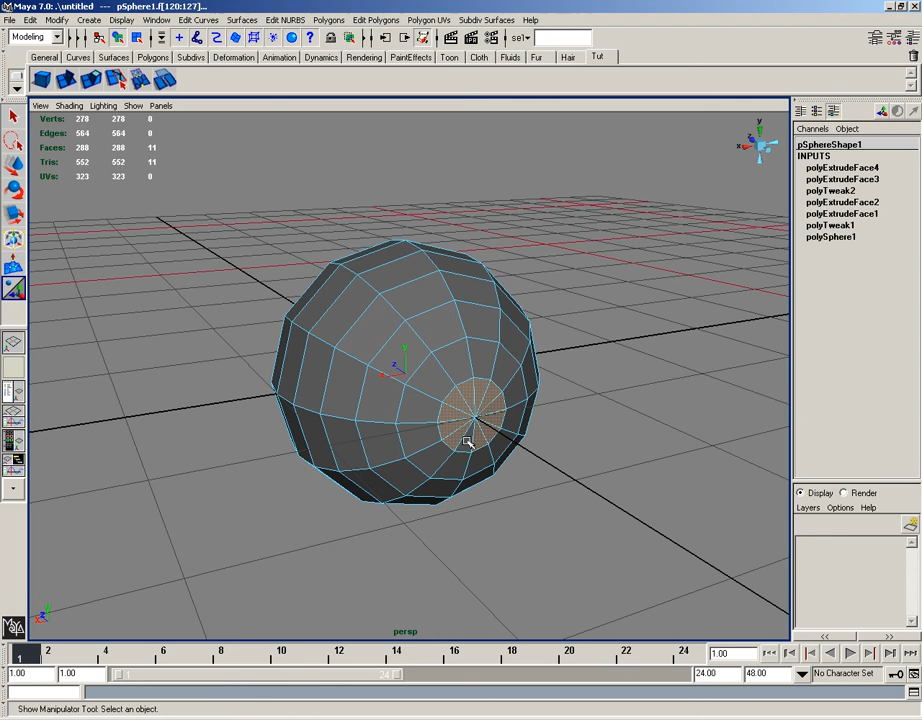 Maya 7.0: .\untitled --- pSphere1.f[120:127]...
File Edit Modify Create Display Window Edit Curves Surfaces Edit NURBS Polygons Edit Polygons Polygon UVs Subdiv Surfaces Help
Modeling sel
General Curves Surfaces Polygons Subdivs Deformation Animation Dynamics Rendering PaintEffects Toon Cloth Fluids Fur Hair Tut
View Shading Lighting Show Panels
Verts: 278 278 0
Edges: 564 564 0
Faces: 288 288 11
Tris: 552 552 11
UVs: 323 323 0
y
z
x
y
z
x
persp
Channels Object
pSphereShape1
INPUTS
polyExtrudeFace4
polyExtrudeFace3
polyTweak2
polyExtrudeFace2
polyExtrudeFace1
polyTweak1
polySphere1
Display Render
Layers Options Help
<< >>
1 2 4 6 8 10 12 14 16 18 20 22 24 1.00
1.00 1.00 1 24 24.00 48.00 No Character Set
Show Manipulator Tool: Select an object.